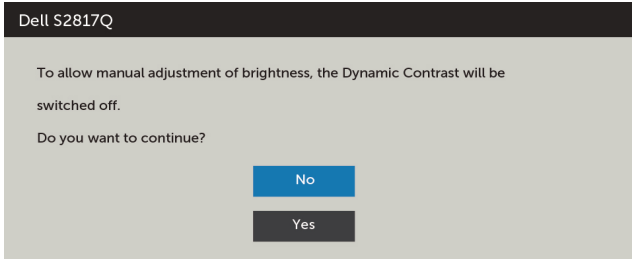 Dell S2817Q
To allow manual adjustment of brightness, the Dynamic Contrast will be
switched off.
Do you want to continue?
No
Yes